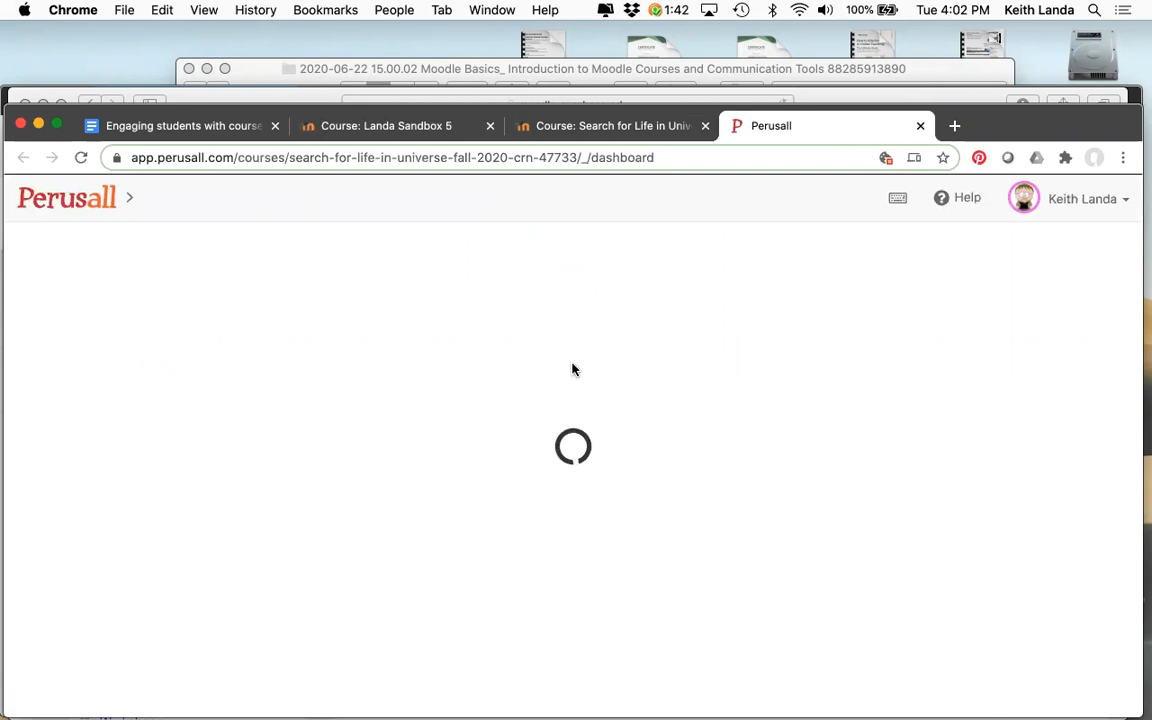 Chrome File Edit View History Bookmarks People Tab Window Help 1:42 100% Tue 4:02 PM Keith Landa
2020-06-22 15.00.02 Moodle Basics_ Introduction to Moodle Courses and Communication Tools 88285913890
Engaging students with course Course: Landa Sandbox 5 Course: Search for Life in Univ Perusall
app.perusall.com/courses/search-for-life-in-universe-fall-2020-crn-47733/_/dashboard
Perusall Help Keith Landa